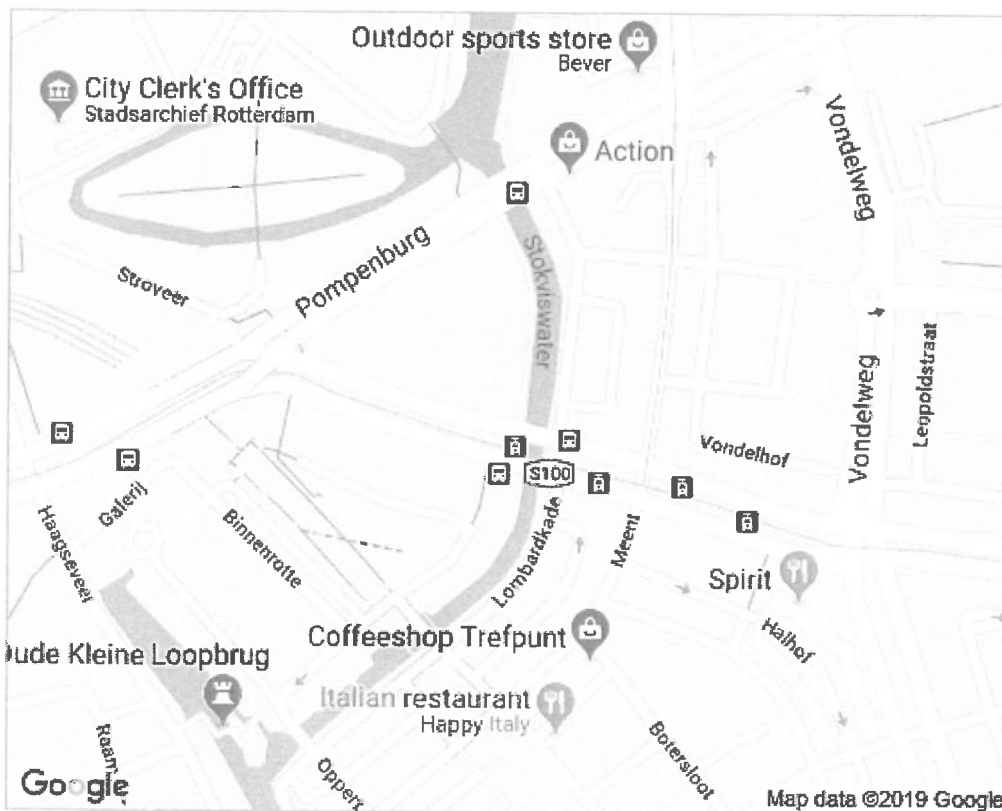 Outdoor sports store
Bever
City Clerk's Office
Stadsarchief Rotterdam
Action
Vondelweg
Stroveer
Pompenburg
Stokviswater
Leopoldstraat
Vondelweg
Vondelhof
S100
Galerij
Haagseveer
Binnenrotte
Lombardkade
Meent
Spirit
Halhof
Coffeeshop Trefpunt
Oude Kleine Loopbrug
Italian restaurant
Happy Italy
Botersloot
Raam
Oppert
Google
Map data ©2019 Google